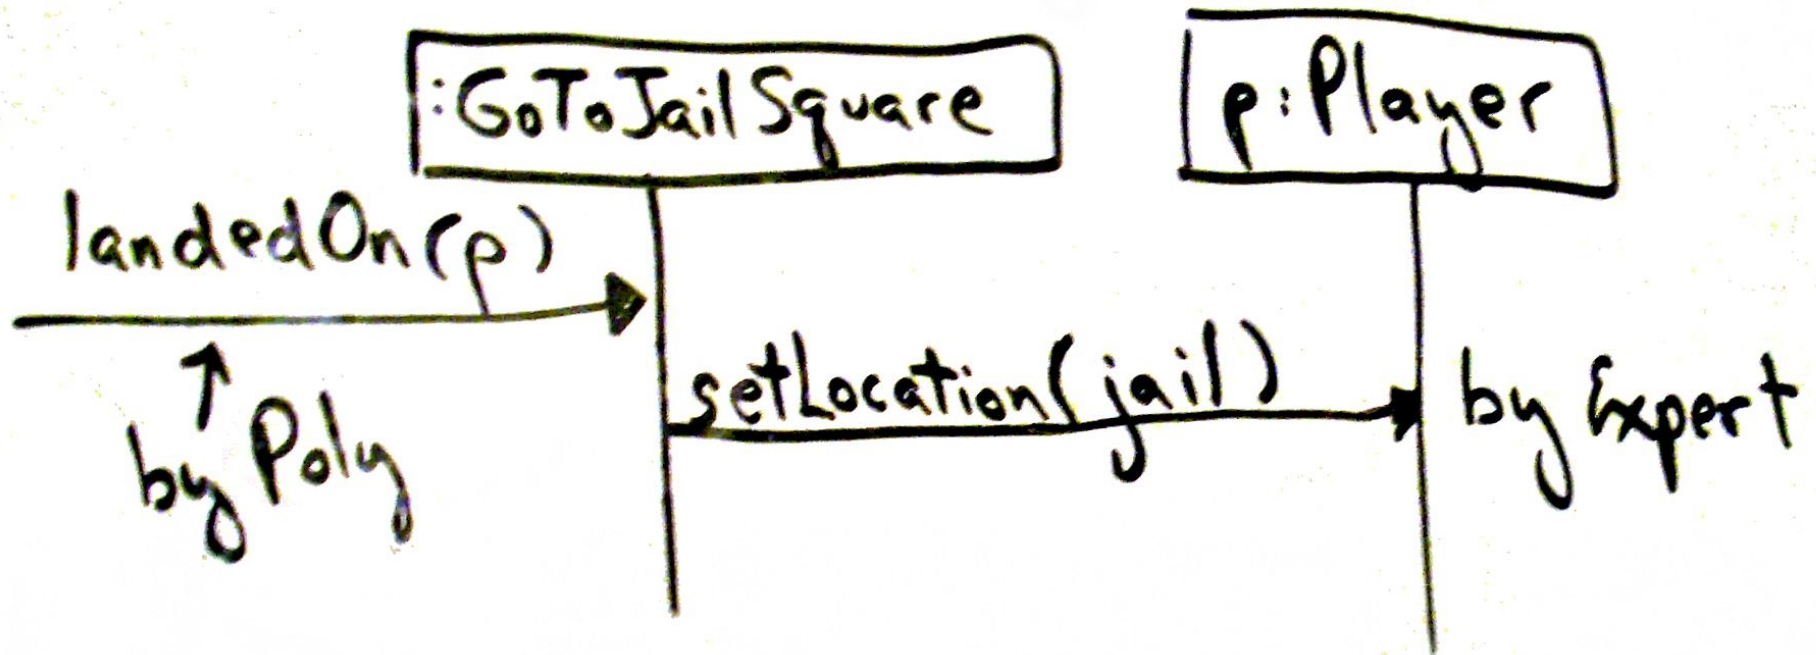 :GoToJailSquare
p:Player
landedOn(p)
setLocation(jail)
by Expert
by Poly